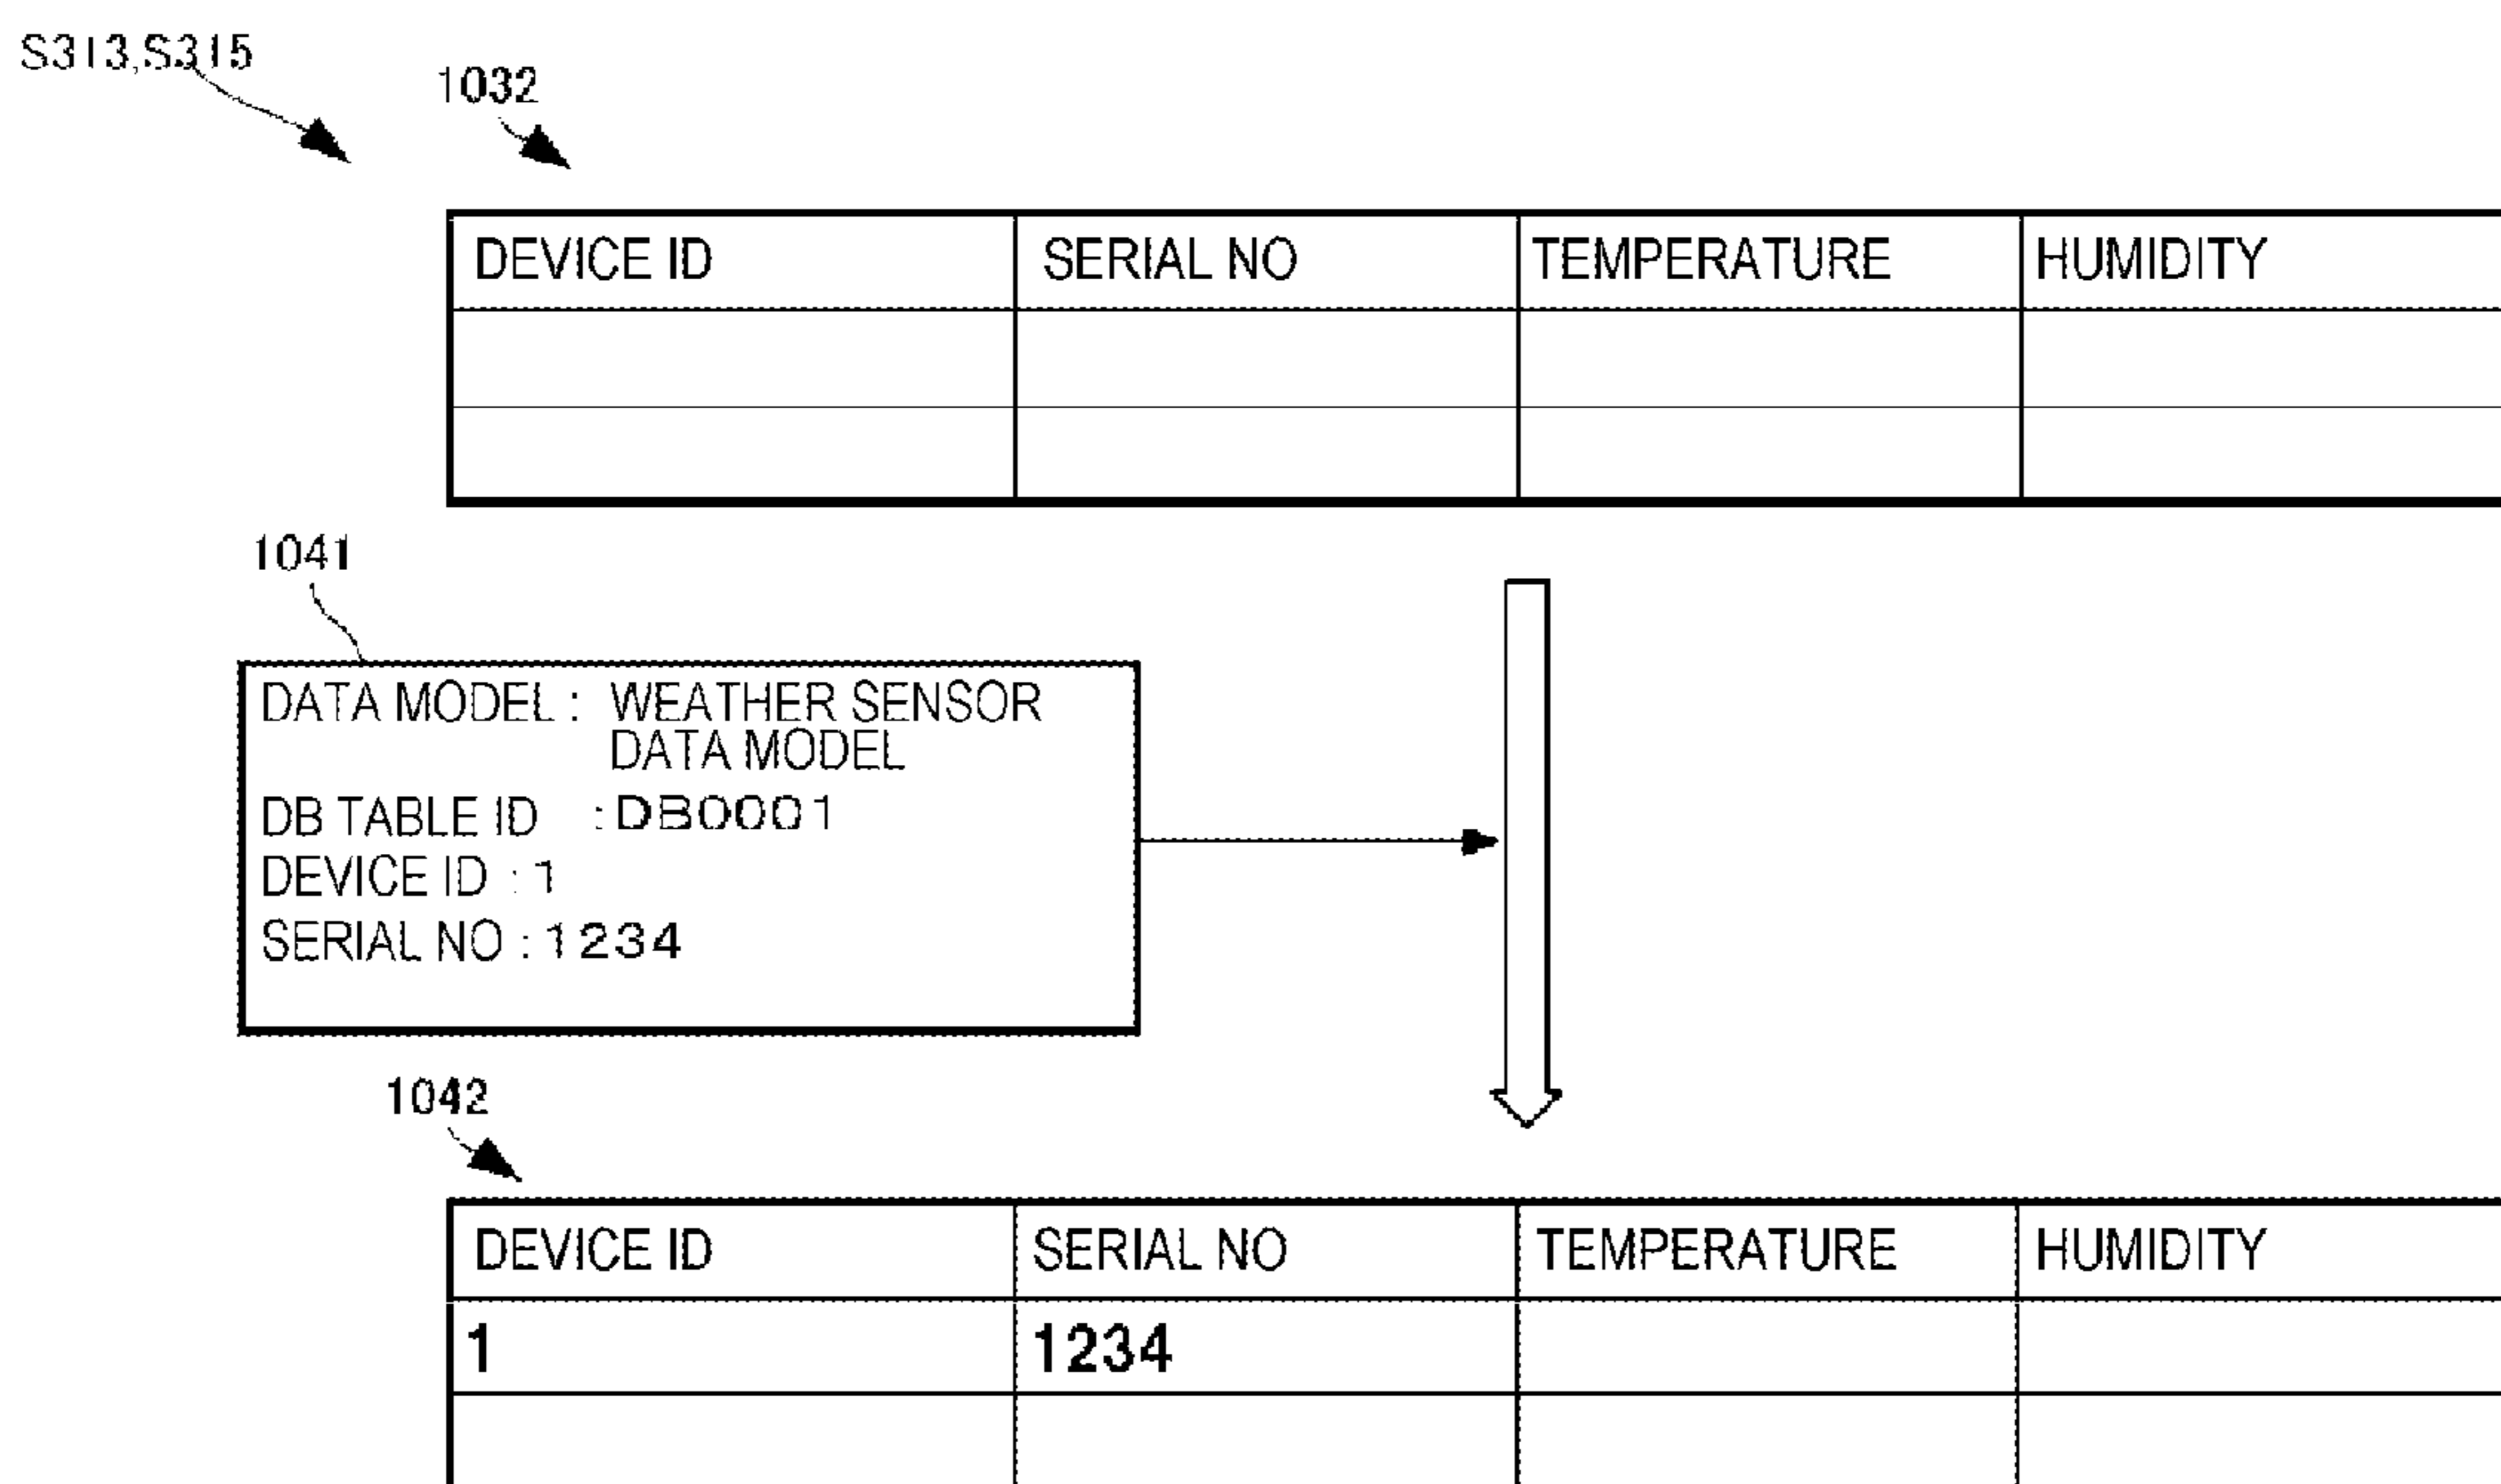 S313,S315
1032
DEVICE ID SERIAL NO TEMPERATURE HUMIDITY
1041
DATA MODEL : WEATHER SENSOR
DATA MODEL
DB TABLE ID : DB0001
DEVICE ID : 1
SERIAL NO : 1234
1042
DEVICE ID SERIAL NO TEMPERATURE HUMIDITY
1 1234